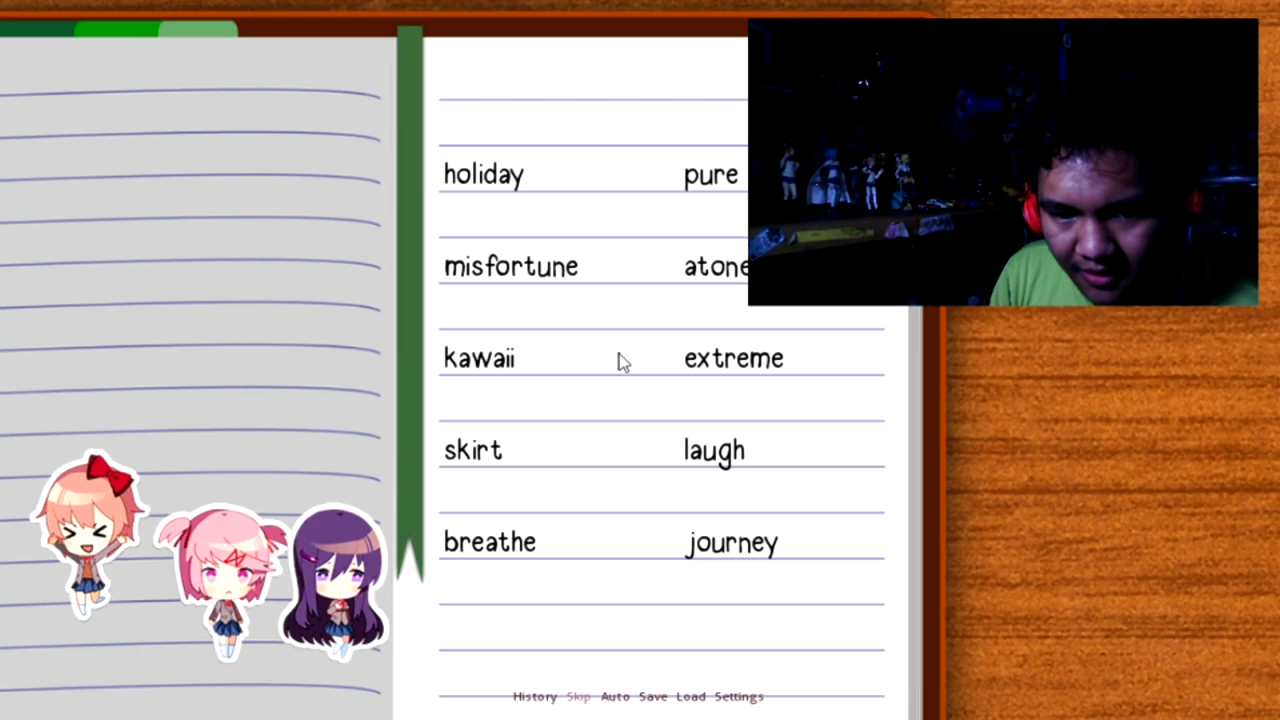 holiday pure
misfortune atone
kawaii extreme
skirt laugh
breathe journey
History Skip Auto Save Load Settings